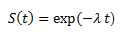 S(t) = exp(−λ t)